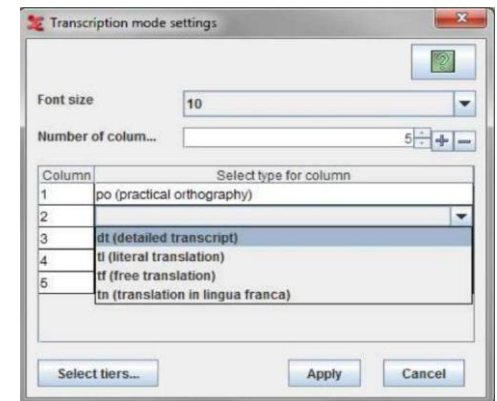 Transcription mode settings
Font size
10
Number of colum...
5
Column Select type for column
1 po (practical orthography)
2
3 dt (detailed transcript)
4 tl (literal translation)
5 tf (free translation)
tn (translation in lingua franca)
Select tiers... Apply Cancel